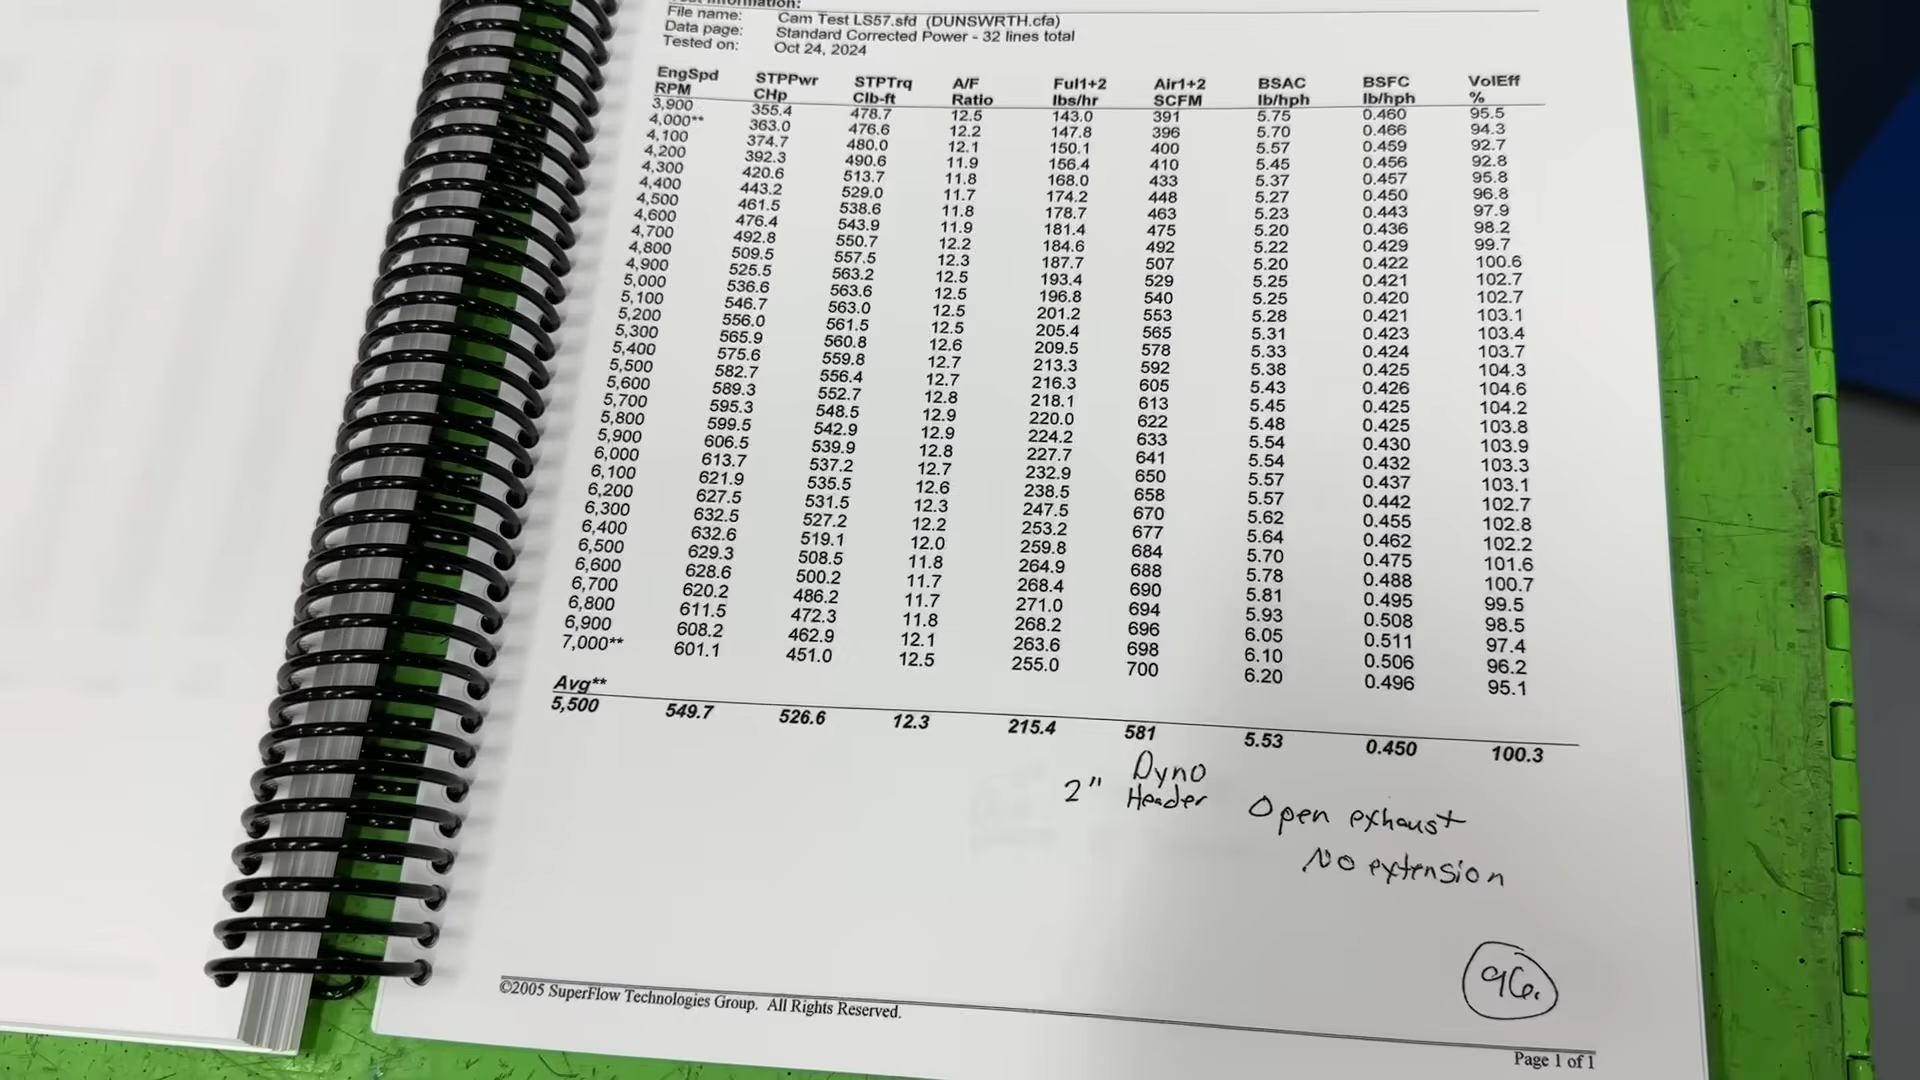 File name: Cam Test LS57.sfd (DUNSWRTH.cfa)
Data page: Standard Corrected Power - 32 lines total
Tested on: Oct 24, 2024
EngSpd STPPwr STPTrq A/F Ful1+2 Air1+2 BSAC BSFC VolEff
RPM CHp Clb-ft Ratio lbs/hr SCFM lb/hph lb/hph %
3,900 355.4 478.7 12.5 143.0 391 5.75 0.460 95.5
4,000** 363.0 476.6 12.2 147.8 396 5.70 0.466 94.3
4,100 374.7 480.0 12.1 150.1 400 5.57 0.459 92.7
4,200 392.3 490.6 11.9 156.4 410 5.45 0.456 92.8
4,300 420.6 513.7 11.8 168.0 433 5.37 0.457 95.8
4,400 443.2 529.0 11.7 174.2 448 5.27 0.450 96.8
4,500 461.5 538.6 11.8 178.7 463 5.23 0.443 97.9
4,600 476.4 543.9 11.9 181.4 475 5.20 0.436 98.2
4,700 492.8 550.7 12.2 184.6 492 5.22 0.429 99.7
4,800 509.5 557.5 12.3 187.7 507 5.20 0.422 100.6
4,900 525.5 563.2 12.5 193.4 529 5.25 0.421 102.7
5,000 536.6 563.6 12.5 196.8 540 5.25 0.420 102.7
5,100 546.7 563.0 12.5 201.2 553 5.28 0.421 103.1
5,200 556.0 561.5 12.5 205.4 565 5.31 0.423 103.4
5,300 565.9 560.8 12.6 209.5 578 5.33 0.424 103.7
5,400 575.6 559.8 12.7 213.3 592 5.38 0.425 104.3
5,500 582.7 556.4 12.7 216.3 605 5.43 0.426 104.6
5,600 589.3 552.7 12.8 218.1 613 5.45 0.425 104.2
5,700 595.3 548.5 12.9 220.0 622 5.48 0.425 103.8
5,800 599.5 542.9 12.9 224.2 633 5.54 0.430 103.9
5,900 606.5 539.9 12.8 227.7 641 5.54 0.432 103.3
6,000 613.7 537.2 12.7 232.9 650 5.57 0.437 103.1
6,100 621.9 535.5 12.6 238.5 658 5.57 0.442 102.7
6,200 627.5 531.5 12.3 247.5 670 5.62 0.455 102.8
6,300 632.5 527.2 12.2 253.2 677 5.64 0.462 102.2
6,400 632.6 519.1 12.0 259.8 684 5.70 0.475 101.6
6,500 629.3 508.5 11.8 264.9 688 5.78 0.488 100.7
6,600 628.6 500.2 11.7 268.4 690 5.81 0.495 99.5
6,700 620.2 486.2 11.7 271.0 694 5.93 0.508 98.5
6,800 611.5 472.3 11.8 268.2 696 6.05 0.511 97.4
6,900 608.2 462.9 12.1 263.6 698 6.10 0.506 96.2
7,000** 601.1 451.0 12.5 255.0 700 6.20 0.496 95.1
Avg**
5,500 549.7 526.6 12.3 215.4 581 5.53 0.450 100.3
Dyno
2" Header Open exhaust
No extension
96.
©2005 SuperFlow Technologies Group. All Rights Reserved.
Page 1 of 1